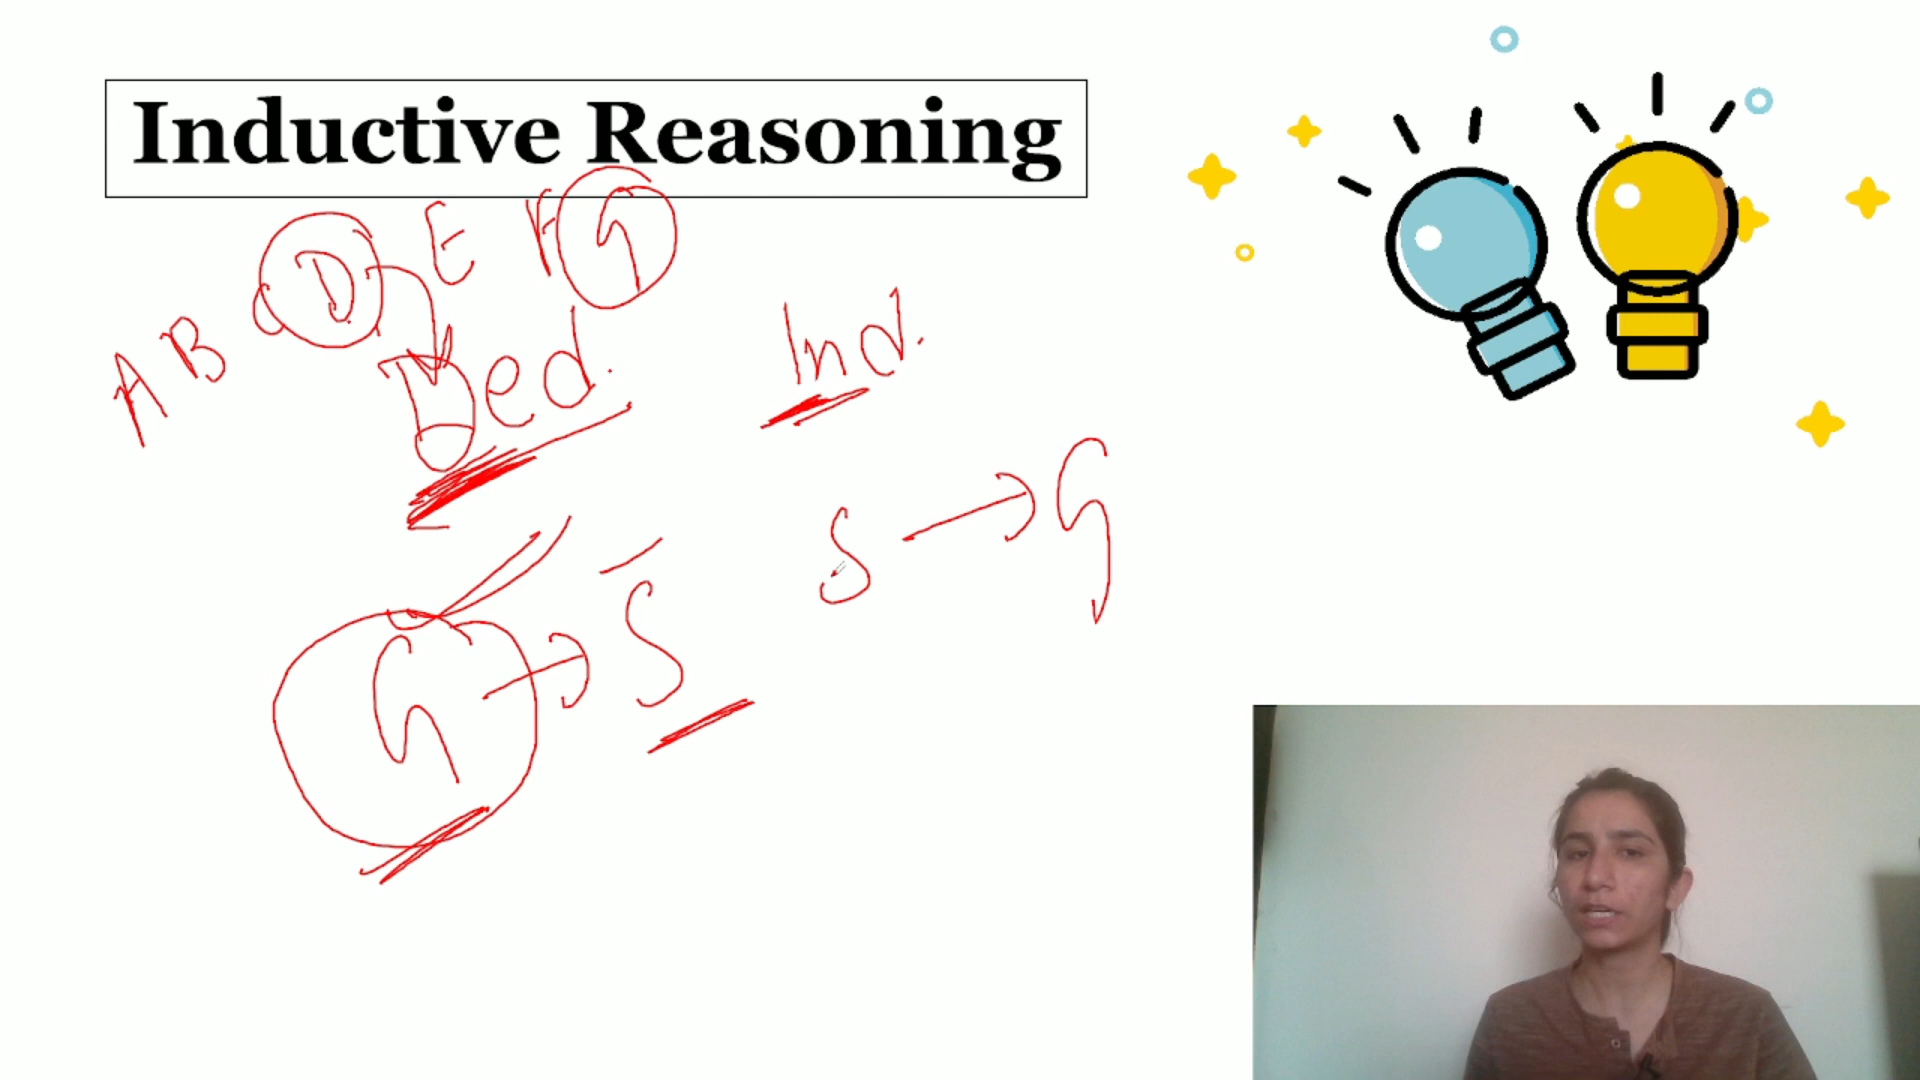 Inductive Reasoning
A B C D E F G
Ded. Ind.
G → S
S → G